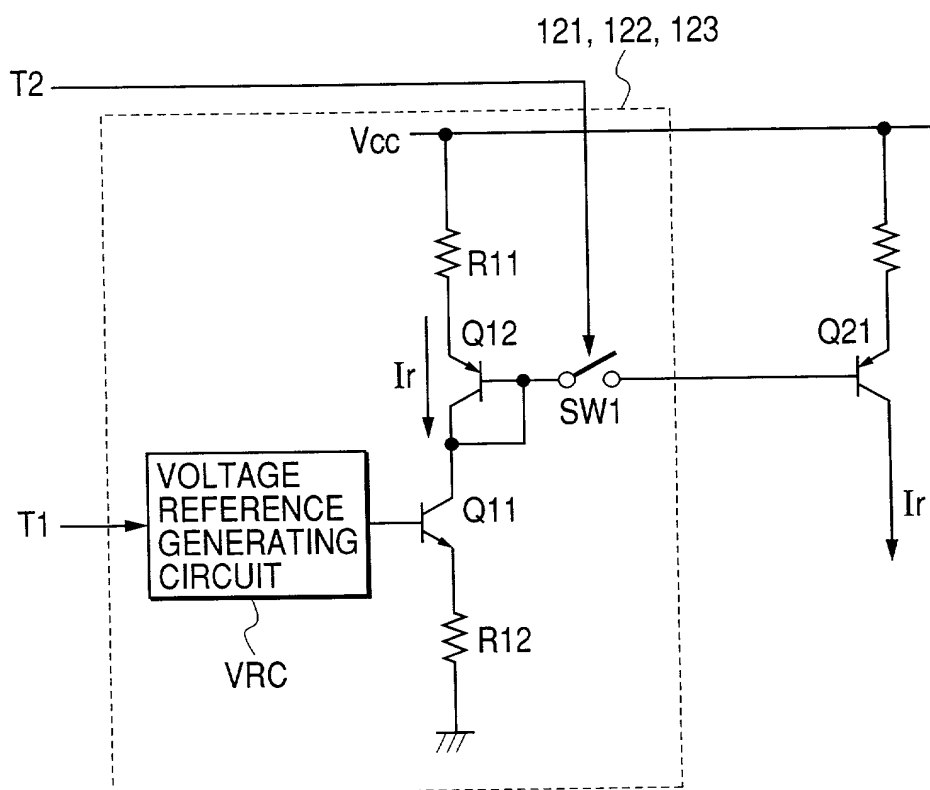 121, 122, 123
T2
Vcc
R11
Q12
Q21
Ir
SW1
VOLTAGE
REFERENCE
GENERATING
CIRCUIT
Q11
T1
Ir
R12
VRC